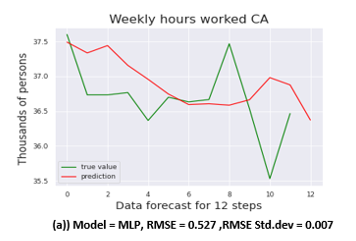 Weekly hours worked CA
Thousands of persons
37.5
37.0
36.5
36.0
35.5
true value
prediction
0 2 4 6 8 10 12
Data forecast for 12 steps
(a)) Model = MLP, RMSE = 0.527 ,RMSE Std.dev = 0.007